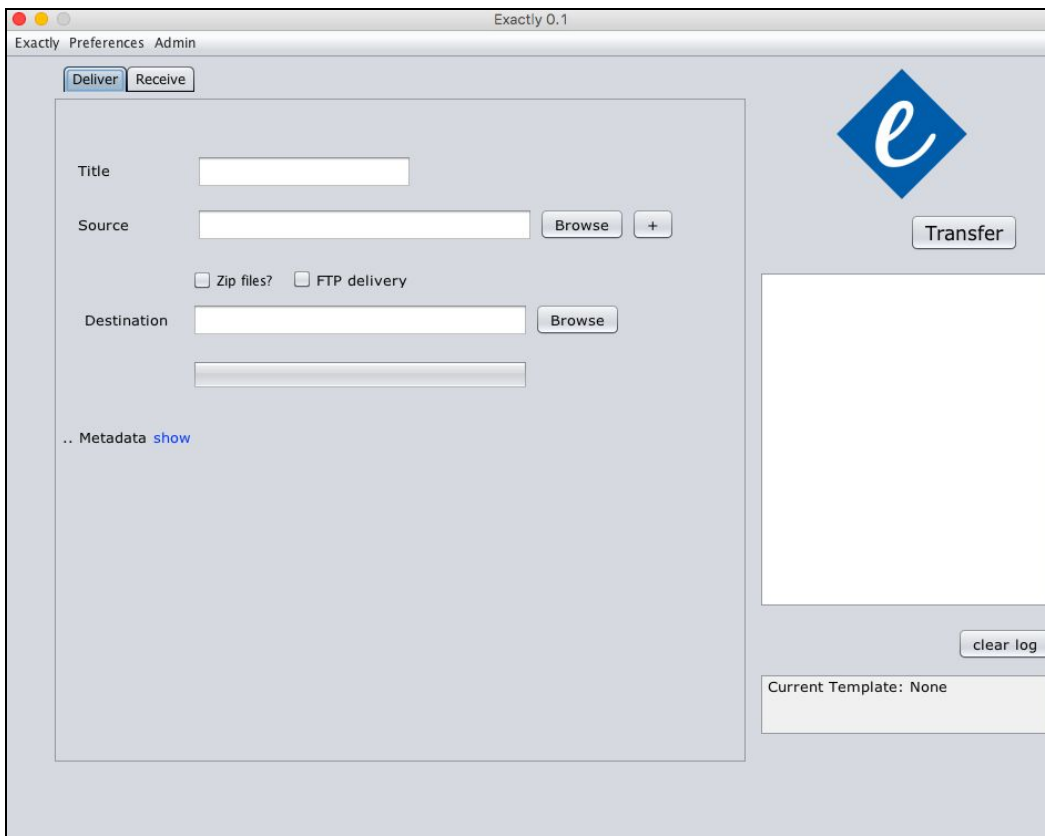 Exactly 0.1
Exactly Preferences Admin
Deliver Receive
Title
Source Browse +
Zip files? FTP delivery
Destination Browse
.. Metadata show
e
Transfer
clear log
Current Template: None